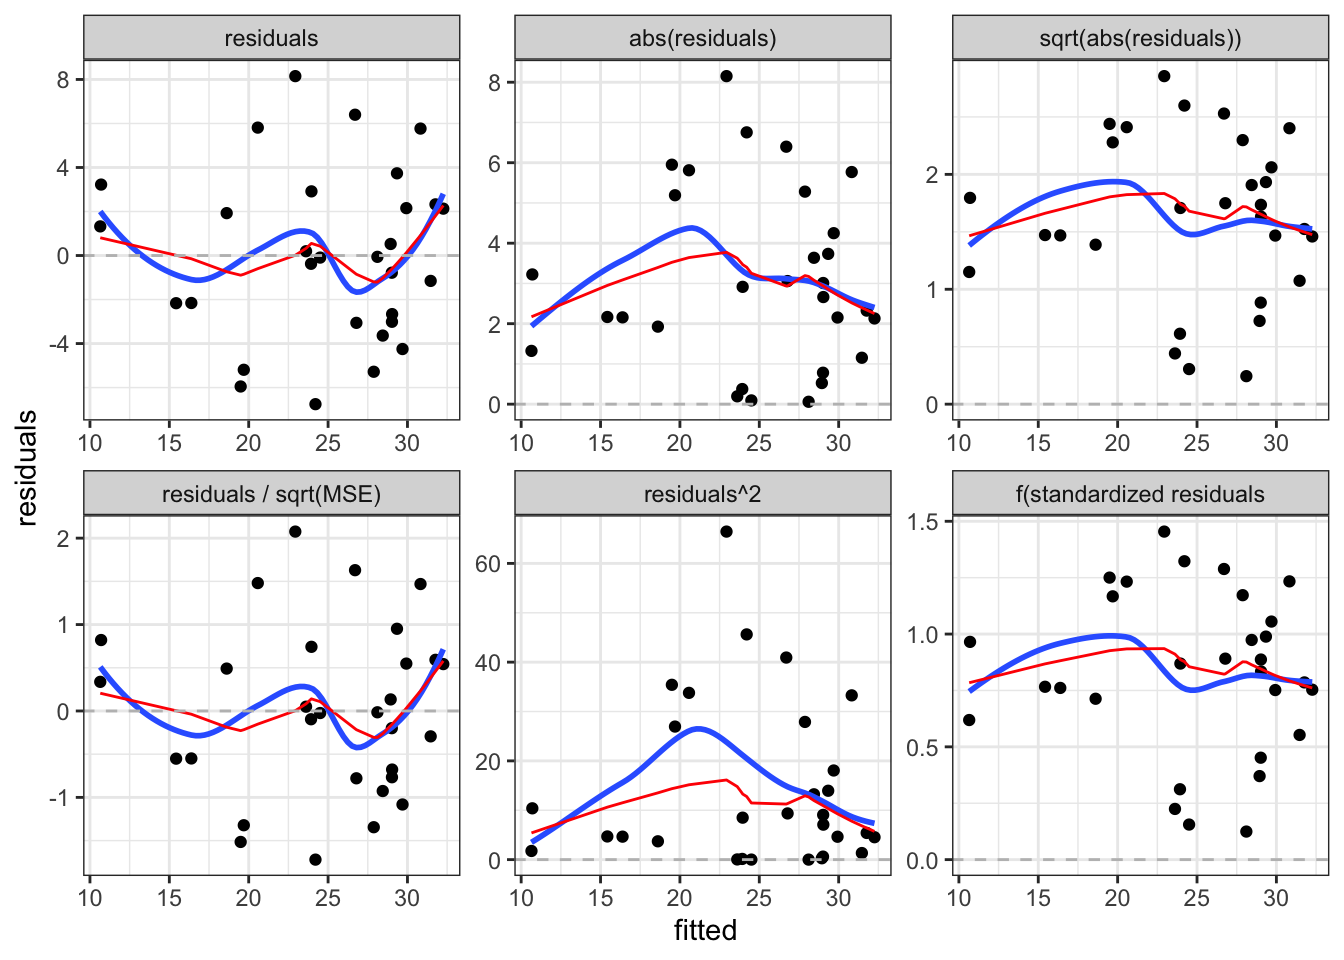 residuals
abs(residuals)
sqrt(abs(residuals))
8
4
0
-4
8
6
4
2
0
2
1
0
10 15 20 25 30
10 15 20 25 30
10 15 20 25 30
residuals
residuals / sqrt(MSE)
residuals^2
f(standardized residuals
2
1
0
-1
60
40
20
0
1.5
1.0
0.5
0.0
10 15 20 25 30
10 15 20 25 30
10 15 20 25 30
fitted